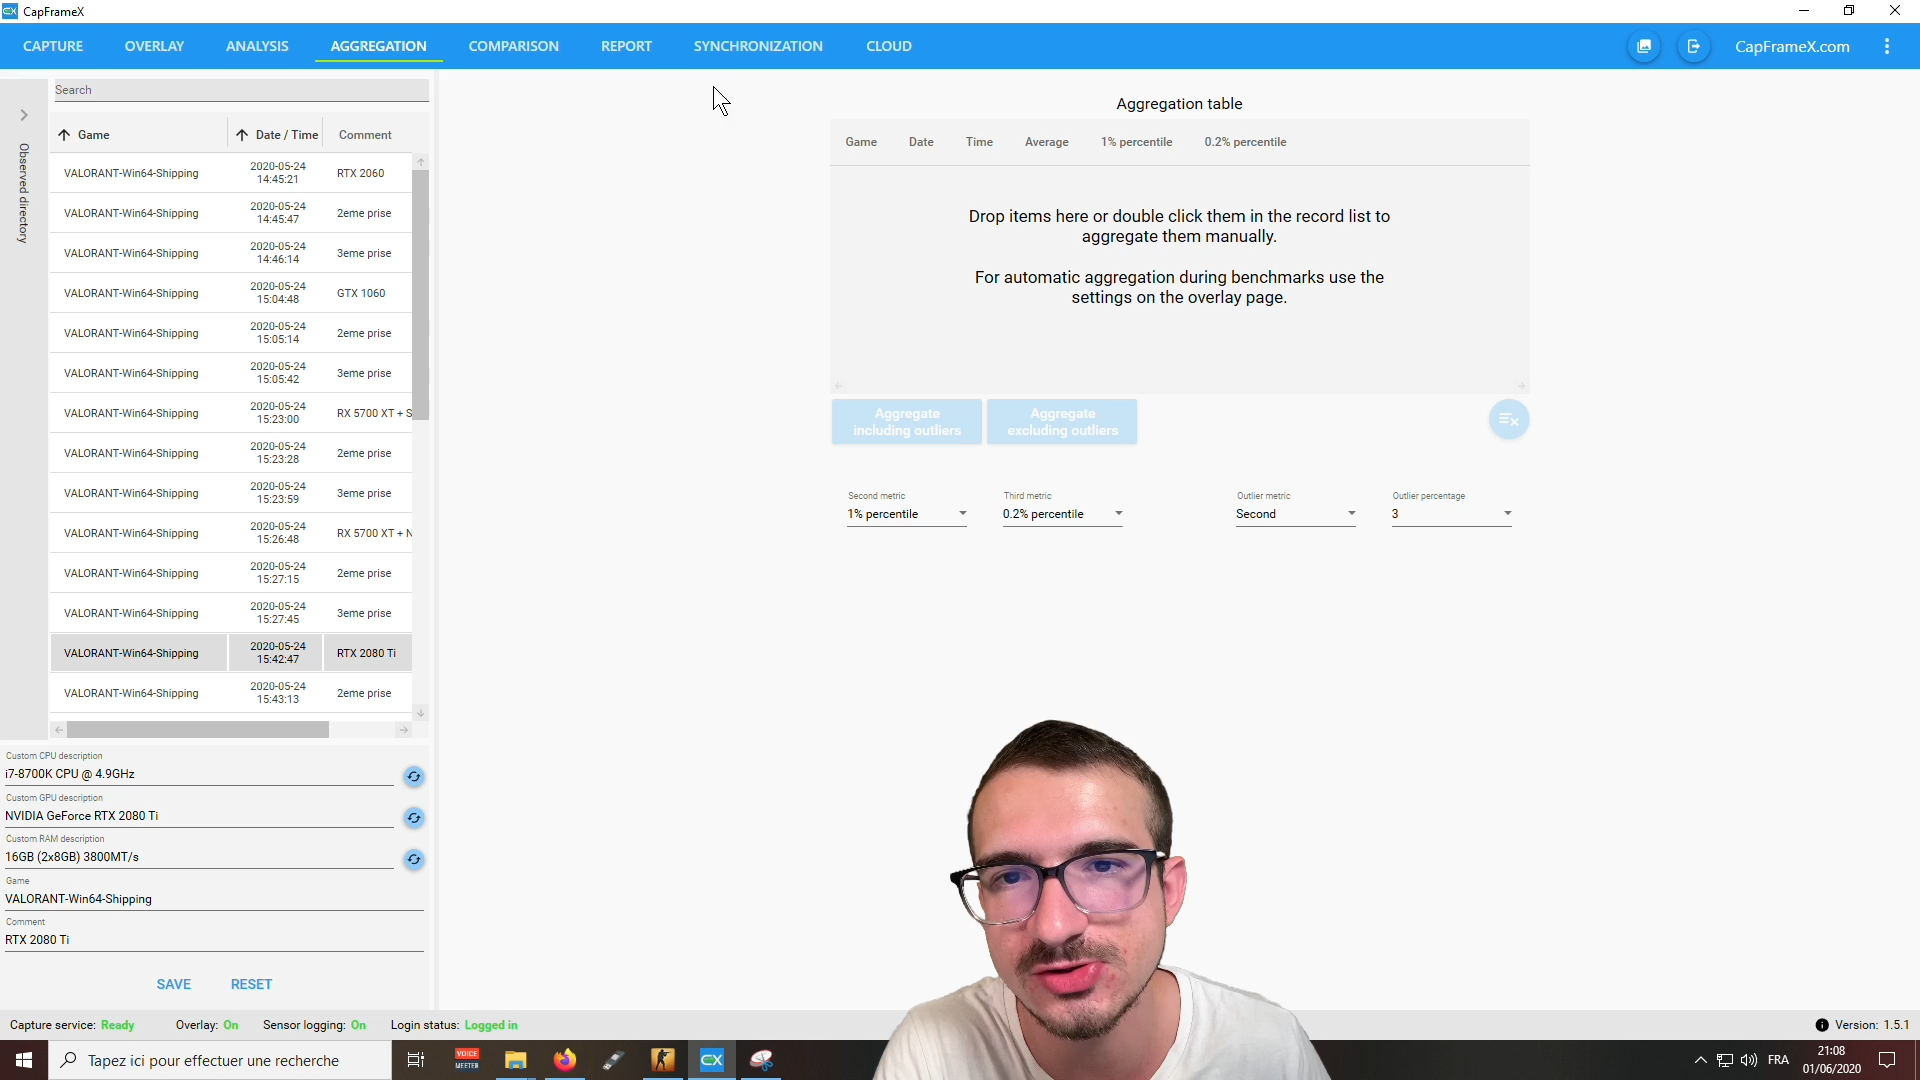 CapFrameX
CAPTURE OVERLAY ANALYSIS AGGREGATION COMPARISON REPORT SYNCHRONIZATION CLOUD CapFrameX.com
Search
Observed directory
Game Date / Time Comment
VALORANT-Win64-Shipping 2020-05-24 14:45:21 RTX 2060
VALORANT-Win64-Shipping 2020-05-24 14:45:47 2eme prise
VALORANT-Win64-Shipping 2020-05-24 14:46:14 3eme prise
VALORANT-Win64-Shipping 2020-05-24 15:04:48 GTX 1060
VALORANT-Win64-Shipping 2020-05-24 15:05:14 2eme prise
VALORANT-Win64-Shipping 2020-05-24 15:05:42 3eme prise
VALORANT-Win64-Shipping 2020-05-24 15:23:00 RX 5700 XT + S
VALORANT-Win64-Shipping 2020-05-24 15:23:28 2eme prise
VALORANT-Win64-Shipping 2020-05-24 15:23:59 3eme prise
VALORANT-Win64-Shipping 2020-05-24 15:26:48 RX 5700 XT + N
VALORANT-Win64-Shipping 2020-05-24 15:27:15 2eme prise
VALORANT-Win64-Shipping 2020-05-24 15:27:45 3eme prise
VALORANT-Win64-Shipping 2020-05-24 15:42:47 RTX 2080 Ti
VALORANT-Win64-Shipping 2020-05-24 15:43:13 2eme prise
Custom CPU description
i7-8700K CPU @ 4.9GHz
Custom GPU description
NVIDIA GeForce RTX 2080 Ti
Custom RAM description
16GB (2x8GB) 3800MT/s
Game
VALORANT-Win64-Shipping
Comment
RTX 2080 Ti
SAVE RESET
Aggregation table
Game Date Time Average 1% percentile 0.2% percentile
Drop items here or double click them in the record list to
aggregate them manually.
For automatic aggregation during benchmarks use the
settings on the overlay page.
Aggregate including outliers
Aggregate excluding outliers
Second metric Third metric Outlier metric Outlier percentage
1% percentile 0.2% percentile Second 3
Capture service: Ready Overlay: On Sensor logging: On Login status: Logged in Version: 1.5.1
Tapez ici pour effectuer une recherche
VOICE
MEETER
CX
FRA
21:08
01/06/2020